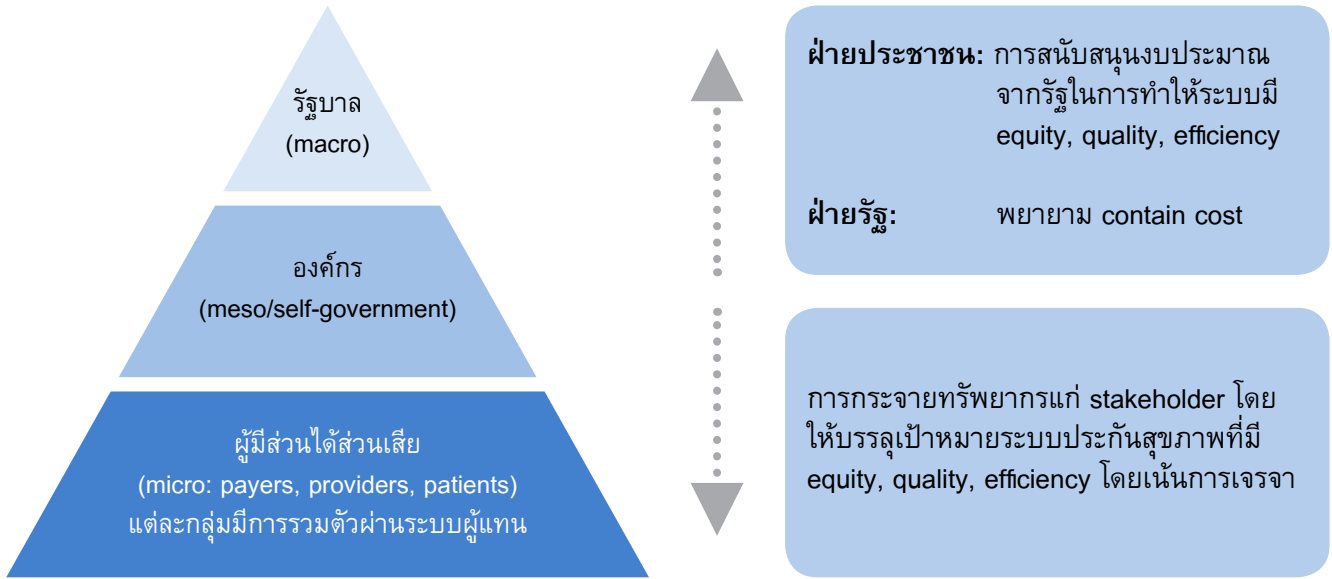 รัฐบาล
(macro)
องค์กร
(meso/self-government)
ผู้มีส่วนได้ส่วนเสีย
(micro: payers, providers, patients)
แต่ละกลุ่มมีการรวมตัวผ่านระบบผู้แทน
ฝ่ายประชาชน: การสนับสนุนงบประมาณ
จากรัฐในการทำให้ระบบมี
equity, quality, efficiency
ฝ่ายรัฐ: พยายาม contain cost
การกระจายทรัพยากรแก่ stakeholder โดย
ให้บรรลุเป้าหมายระบบประกันสุขภาพที่มี
equity, quality, efficiency โดยเน้นการเจรจา